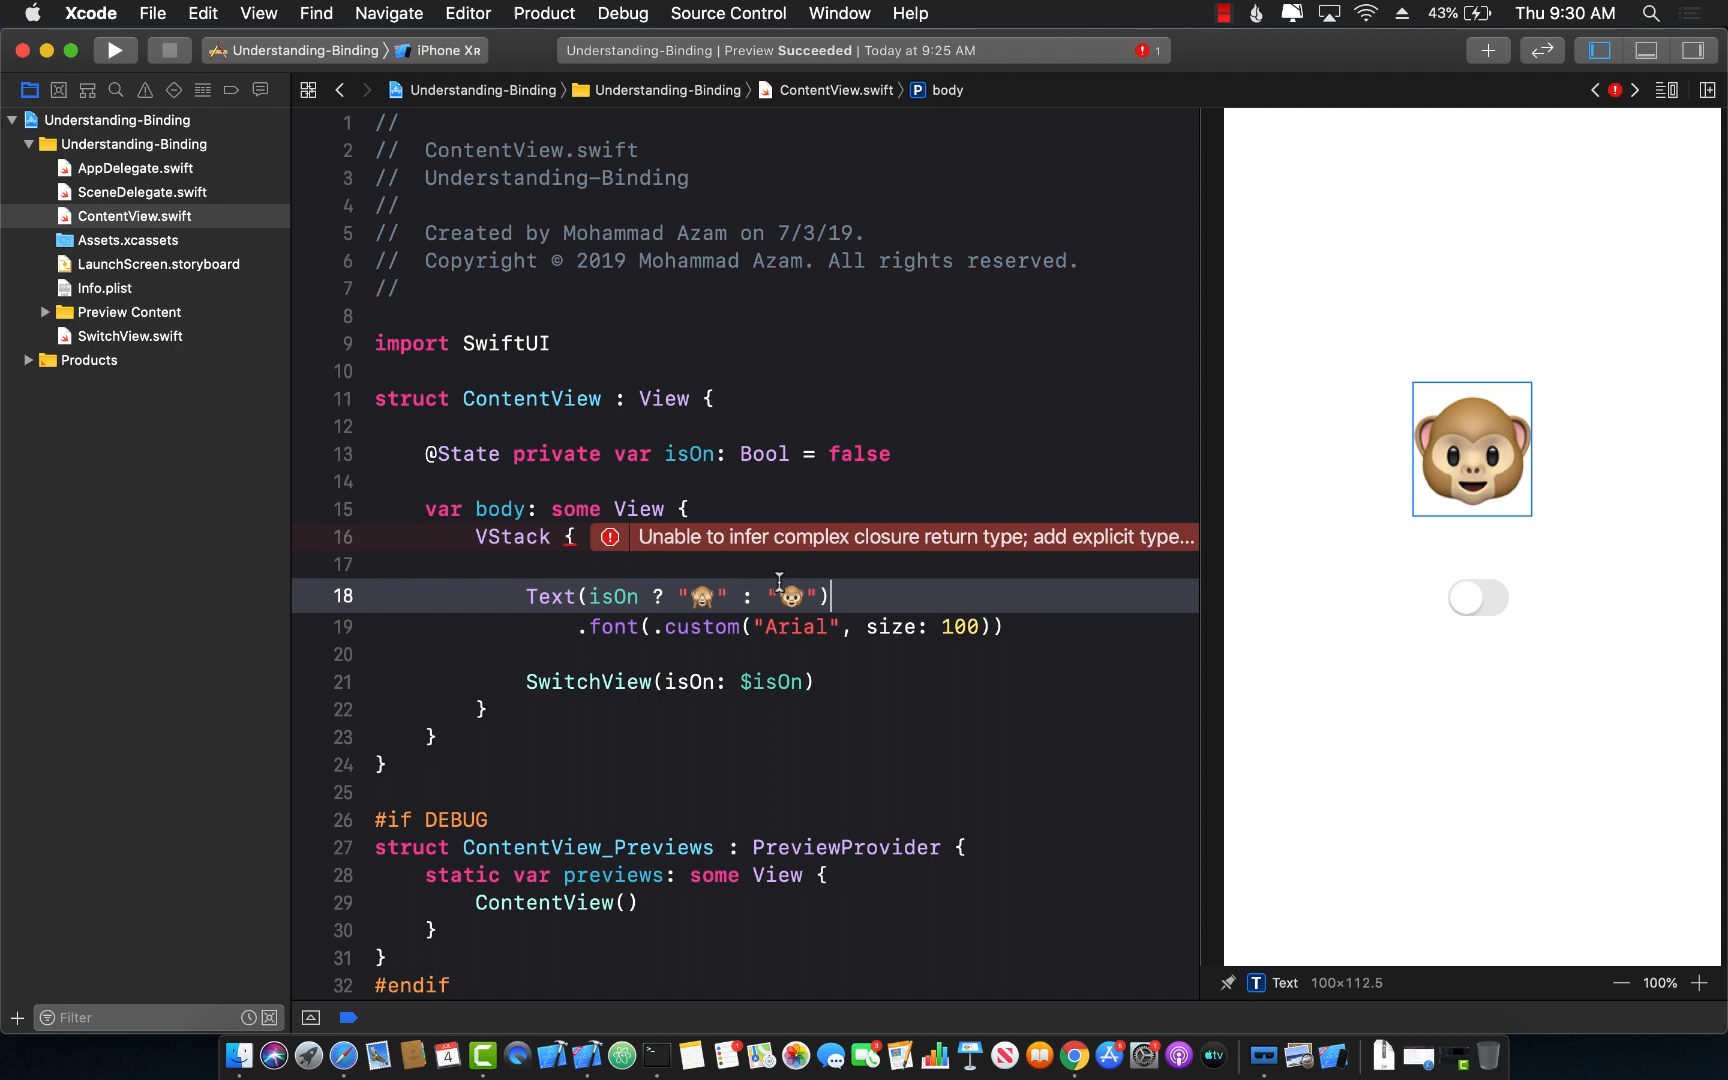 Xcode File Edit View Find Navigate Editor Product Debug Source Control Window Help 43% Thu 9:30 AM
Understanding-Binding 〉 iPhone XR Understanding-Binding | Preview Succeeded | Today at 9:25 AM 1
Understanding-Binding 〉 Understanding-Binding 〉 ContentView.swift 〉 P body
Understanding-Binding
Understanding-Binding
AppDelegate.swift
SceneDelegate.swift
ContentView.swift
Assets.xcassets
LaunchScreen.storyboard
Info.plist
Preview Content
SwitchView.swift
Products
1 //
2 // ContentView.swift
3 // Understanding-Binding
4 //
5 // Created by Mohammad Azam on 7/3/19.
6 // Copyright © 2019 Mohammad Azam. All rights reserved.
7 //
8
9 import SwiftUI
10
11 struct ContentView : View {
12
13 @State private var isOn: Bool = false
14
15 var body: some View {
16 VStack { Unable to infer complex closure return type; add explicit type...
17
18 Text(isOn ? "🙈" : "🐵")
19 .font(.custom("Arial", size: 100))
20
21 SwitchView(isOn: $isOn)
22 }
23 }
24 }
25
26 #if DEBUG
27 struct ContentView_Previews : PreviewProvider {
28 static var previews: some View {
29 ContentView()
30 }
31 }
32 #endif
T Text 100×112.5 100%
Filter